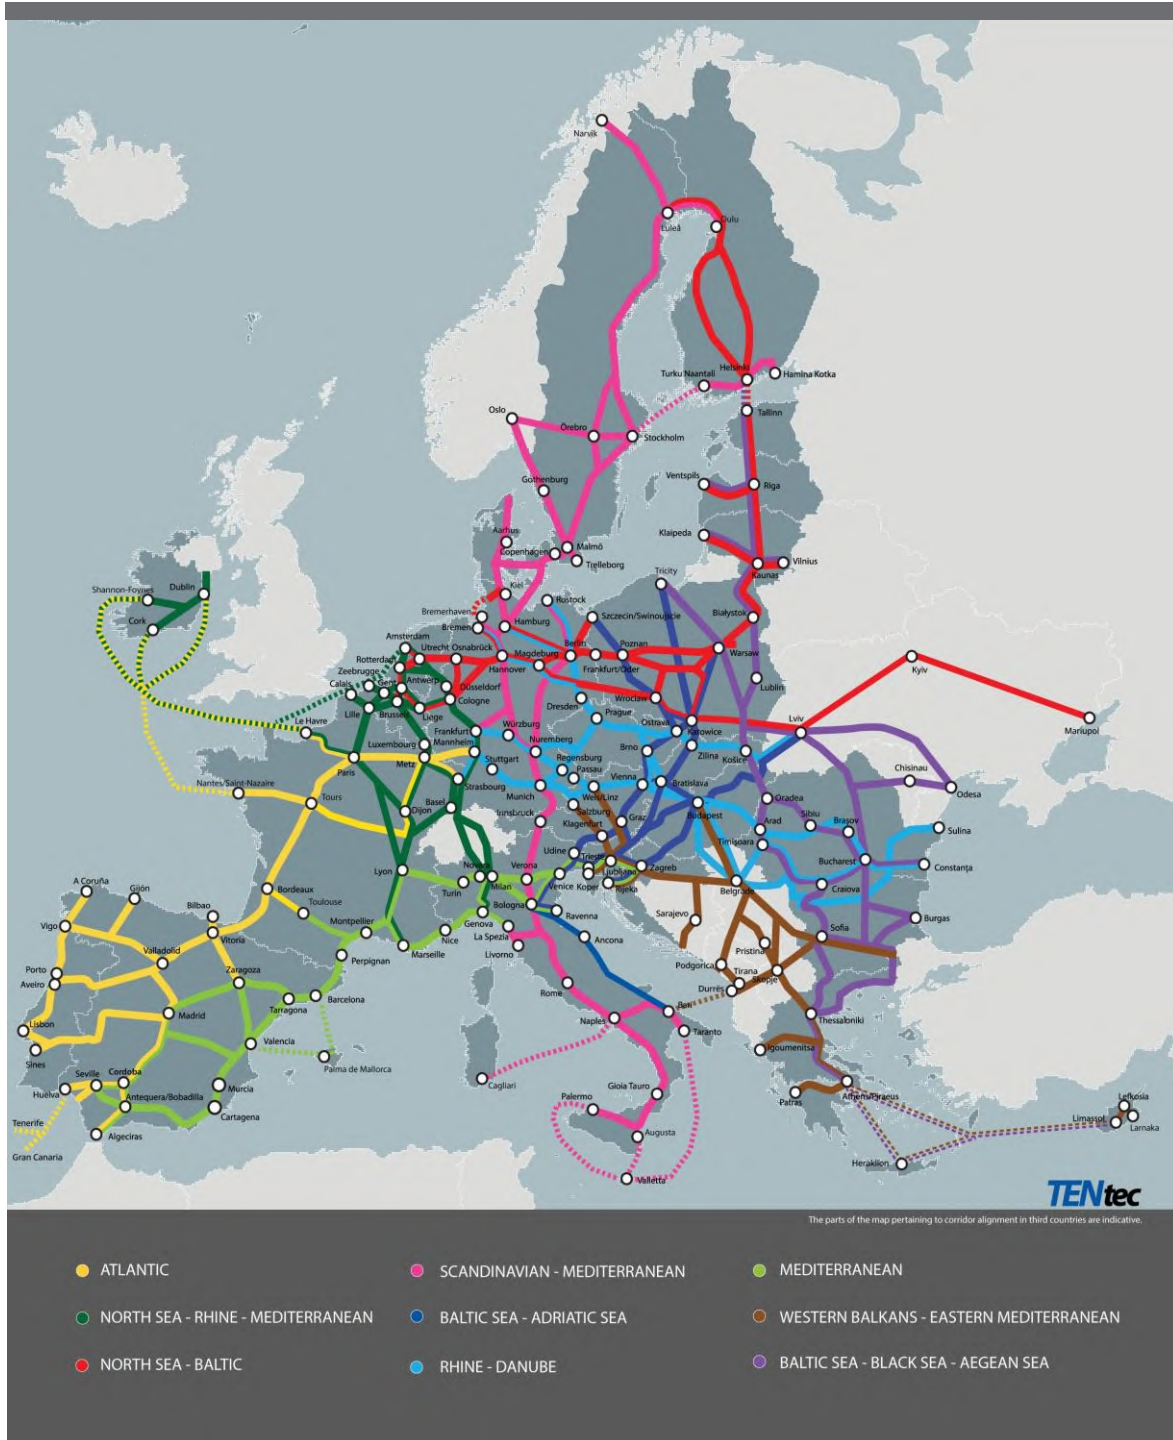 Narvik
Luleå
Oulu
Helsinki
Turku Naantali
Hamina Kotka
Oslo
Örebro
Stockholm
Tallinn
Gothenburg
Ventspils
Riga
Aarhus
Copenhagen
Malmö
Trelleborg
Klaipeda
Kaunas
Vilnius
Shannon-Foynes
Dublin
Cork
Kiel
Tricity
Rostock
Bremerhaven
Bremen
Hamburg
Szczecin/Swinoujscie
Białystok
Amsterdam
Utrecht
Osnabrück
Rotterdam
Magdeburg
Berlin
Poznan
Warsaw
Hannover
Frankfurt/Oder
Kyiv
Zeebrugge
Calais
Gent
Antwerp
Düsseldorf
Cologne
Lublin
Lille
Brussels
Liège
Dresden
Wroclaw
Prague
Ostrava
Katowice
Lviv
Mariupol
Le Havre
Luxembourg
Frankfurt
Mannheim
Würzburg
Nuremberg
Paris
Metz
Stuttgart
Regensburg
Passau
Brno
Zilina
Košice
Chisinau
Odesa
Nantes/Saint-Nazaire
Tours
Strasbourg
Munich
Wels/Linz
Vienna
Bratislava
Dijon
Basel
Innsbruck
Salzburg
Klagenfurt
Graz
Budapest
Oradea
Arad
Sibiu
Braşov
Sulina
Timişoara
Bucharest
Constanţa
Lyon
Novara
Turin
Milan
Verona
Udine
Trieste
Venice
Koper
Ljubljana
Rijeka
Zagreb
Belgrade
Craiova
A Coruña
Gijón
Bilbao
Bordeaux
Toulouse
Vigo
Vitoria
Valladolid
Montpellier
Genova
Bologna
La Spezia
Ravenna
Livorno
Ancona
Sarajevo
Sofia
Burgas
Porto
Aveiro
Zaragoza
Perpignan
Marseille
Nice
Pristina
Podgorica
Tirana
Skopje
Durrës
Lisbon
Sines
Madrid
Tarragona
Barcelona
Valencia
Palma de Mallorca
Rome
Naples
Bari
Taranto
Thessaloniki
Igoumenitsa
Seville
Cordoba
Huelva
Antequera/Bobadilla
Murcia
Cartagena
Cagliari
Gioia Tauro
Palermo
Augusta
Patras
Athens/Piraeus
Lefkosia
Limassol
Larnaka
Tenerife
Gran Canaria
Algeciras
Valletta
Heraklion
TENtec
The parts of the map pertaining to corridor alignment in third countries are indicative.
ATLANTIC
SCANDINAVIAN - MEDITERRANEAN
MEDITERRANEAN
NORTH SEA - RHINE - MEDITERRANEAN
BALTIC SEA - ADRIATIC SEA
WESTERN BALKANS - EASTERN MEDITERRANEAN
NORTH SEA - BALTIC
RHINE - DANUBE
BALTIC SEA - BLACK SEA - AEGEAN SEA